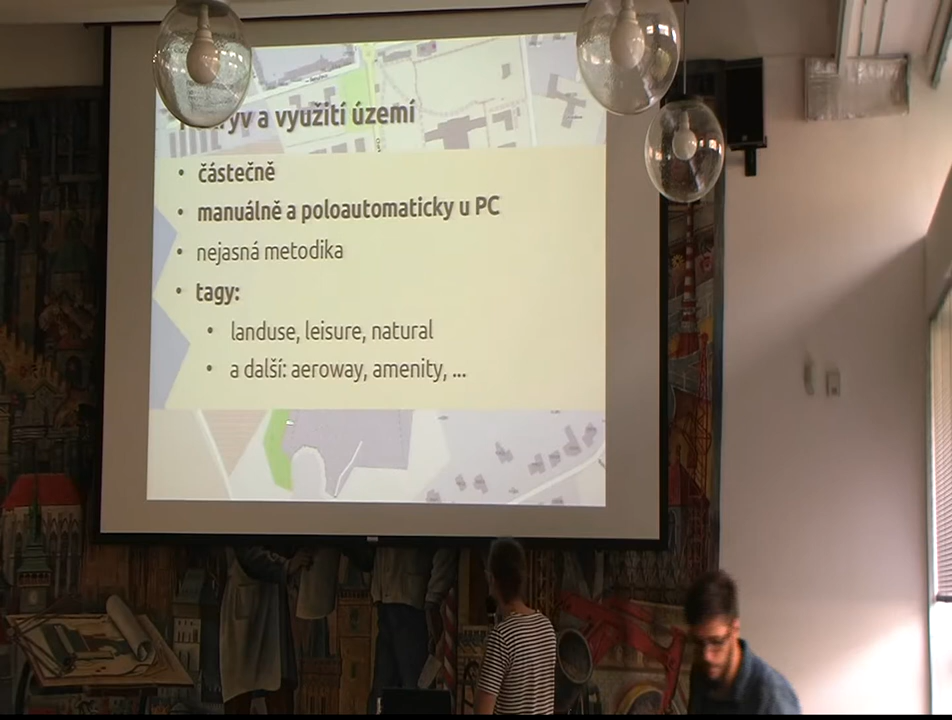 a využití území
• částečně
• manuálně a poloautomaticky u PC
• nejasná metodika
• tagy:
• landuse, leisure, natural
• a další: aeroway, amenity, ...